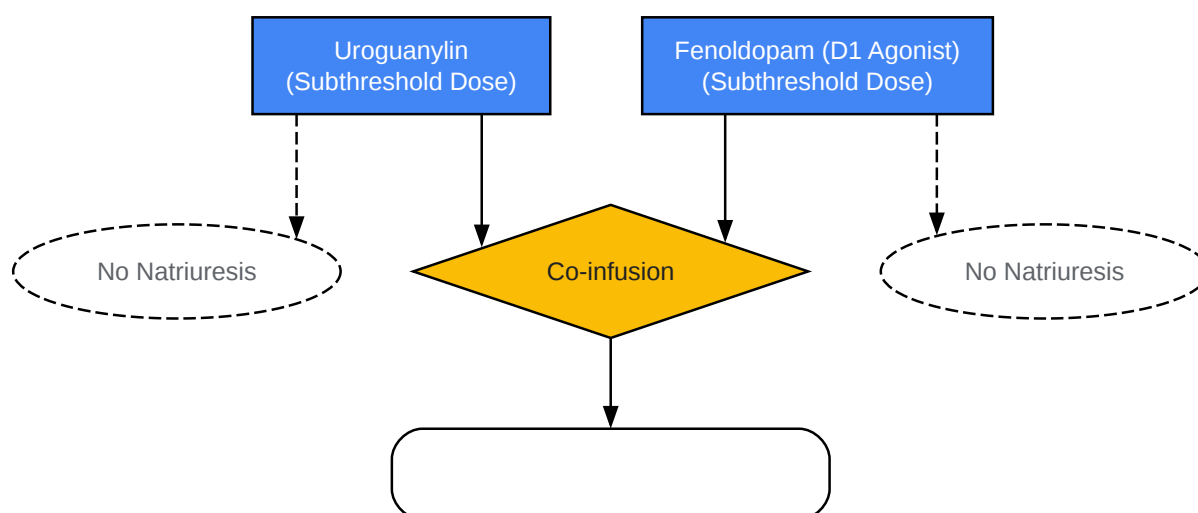 Uroguanylin
(Subthreshold Dose)
Fenoldopam (D1 Agonist)
(Subthreshold Dose)
No Natriuresis
Co-infusion
No Natriuresis